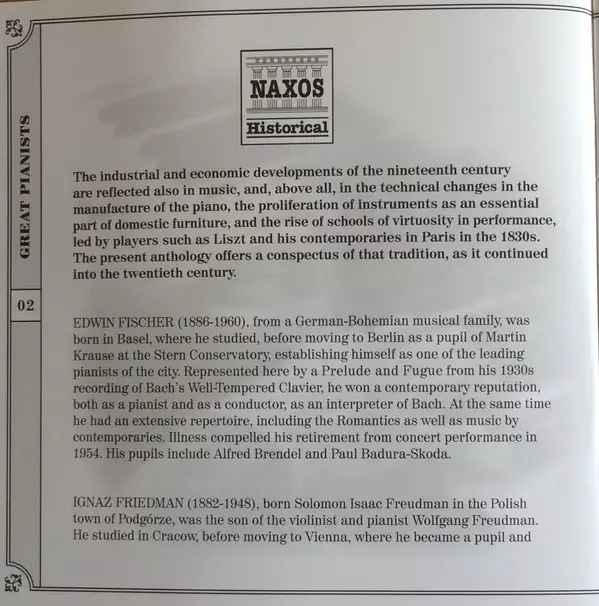 NAXOS
Historical
GREAT PIANISTS
02
The industrial and economic developments of the nineteenth century
are reflected also in music, and, above all, in the technical changes in the
manufacture of the piano, the proliferation of instruments as an essential
part of domestic furniture, and the rise of schools of virtuosity in performance,
led by players such as Liszt and his contemporaries in Paris in the 1830s.
The present anthology offers a conspectus of that tradition, as it continued
into the twentieth century.
EDWIN FISCHER (1886-1960), from a German-Bohemian musical family, was
born in Basel, where he studied, before moving to Berlin as a pupil of Martin
Krause at the Stern Conservatory, establishing himself as one of the leading
pianists of the city. Represented here by a Prelude and Fugue from his 1930s
recording of Bach's Well-Tempered Clavier, he won a contemporary reputation,
both as a pianist and as a conductor, as an interpreter of Bach. At the same time
he had an extensive repertoire, including the Romantics as well as music by
contemporaries. Illness compelled his retirement from concert performance in
1954. His pupils include Alfred Brendel and Paul Badura-Skoda.
IGNAZ FRIEDMAN (1882-1948), born Solomon Isaac Freudman in the Polish
town of Podgórze, was the son of the violinist and pianist Wolfgang Freudman.
He studied in Cracow, before moving to Vienna, where he became a pupil and